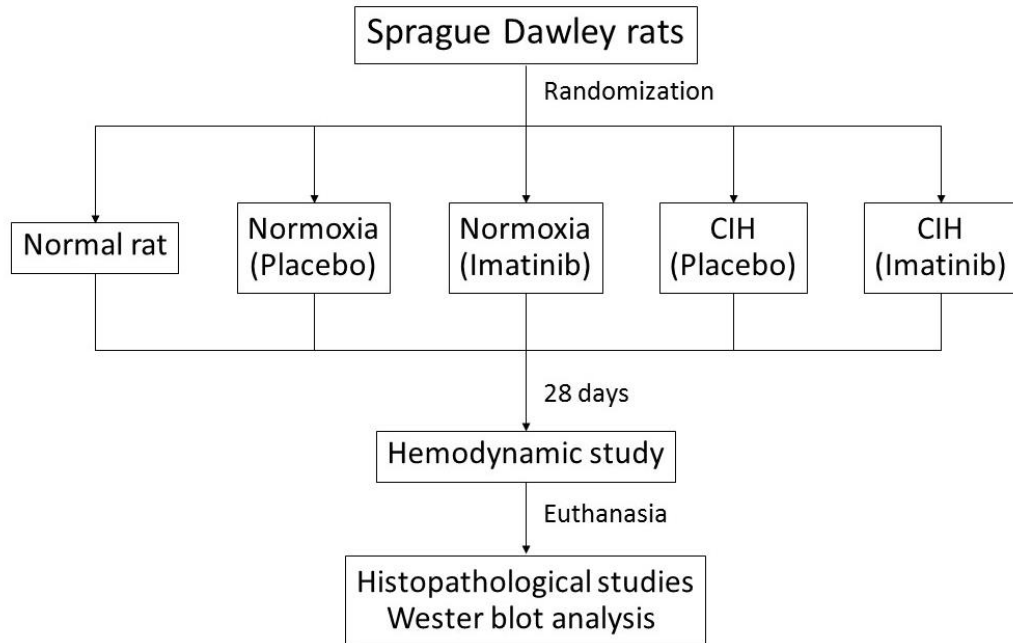 Sprague Dawley rats
Randomization
Normal rat
Normoxia
(Placebo)
Normoxia
(Imatinib)
CIH
(Placebo)
CIH
(Imatinib)
28 days
Hemodynamic study
Euthanasia
Histopathological studies
Wester blot analysis